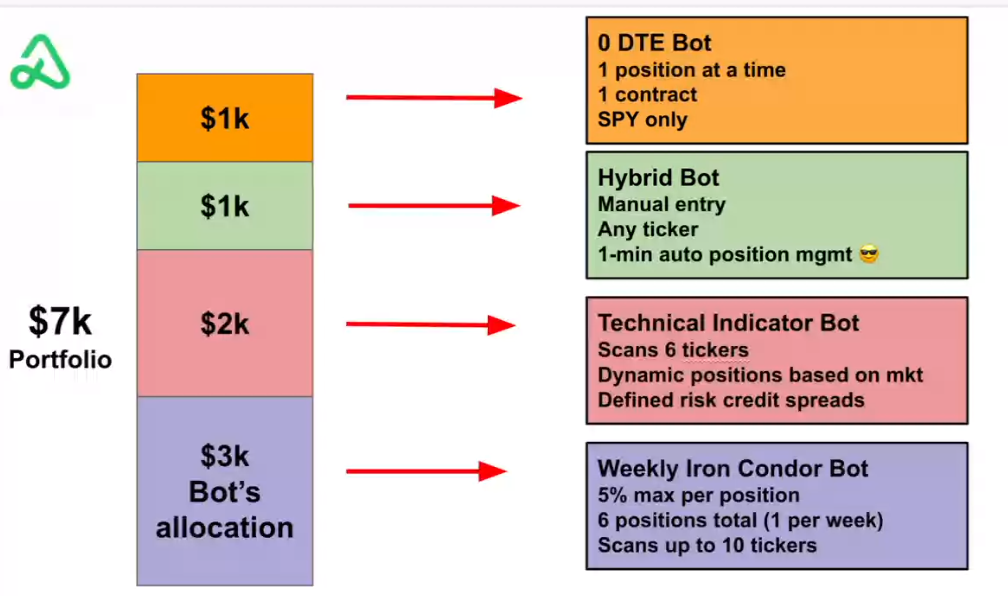 $7k
Portfolio
$1k
$1k
$2k
$3k
Bot's
allocation
0 DTE Bot
1 position at a time
1 contract
SPY only
Hybrid Bot
Manual entry
Any ticker
1-min auto position mgmt 😎
Technical Indicator Bot
Scans 6 tickers
Dynamic positions based on mkt
Defined risk credit spreads
Weekly Iron Condor Bot
5% max per position
6 positions total (1 per week)
Scans up to 10 tickers